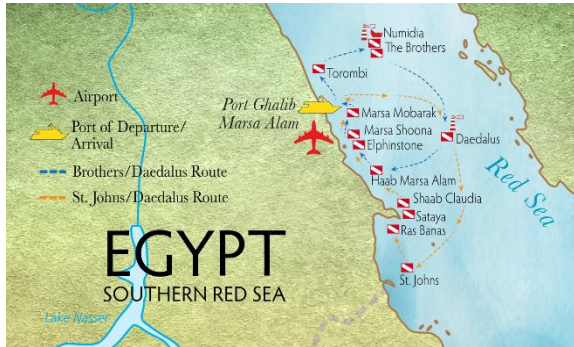 Numidia
The Brothers
Torombi
Airport
Port of Departure/
Arrival
Brothers/Daedalus Route
St. Johns/Daedalus Route
Port Ghalib
Marsa Alam
Marsa Mobarak
Marsa Shoona
Elphinstone
Daedalus
Haab Marsa Alam
Shaab Claudia
Sataya
Ras Banas
St. Johns
Red Sea
EGYPT
SOUTHERN RED SEA
Lake Nasser